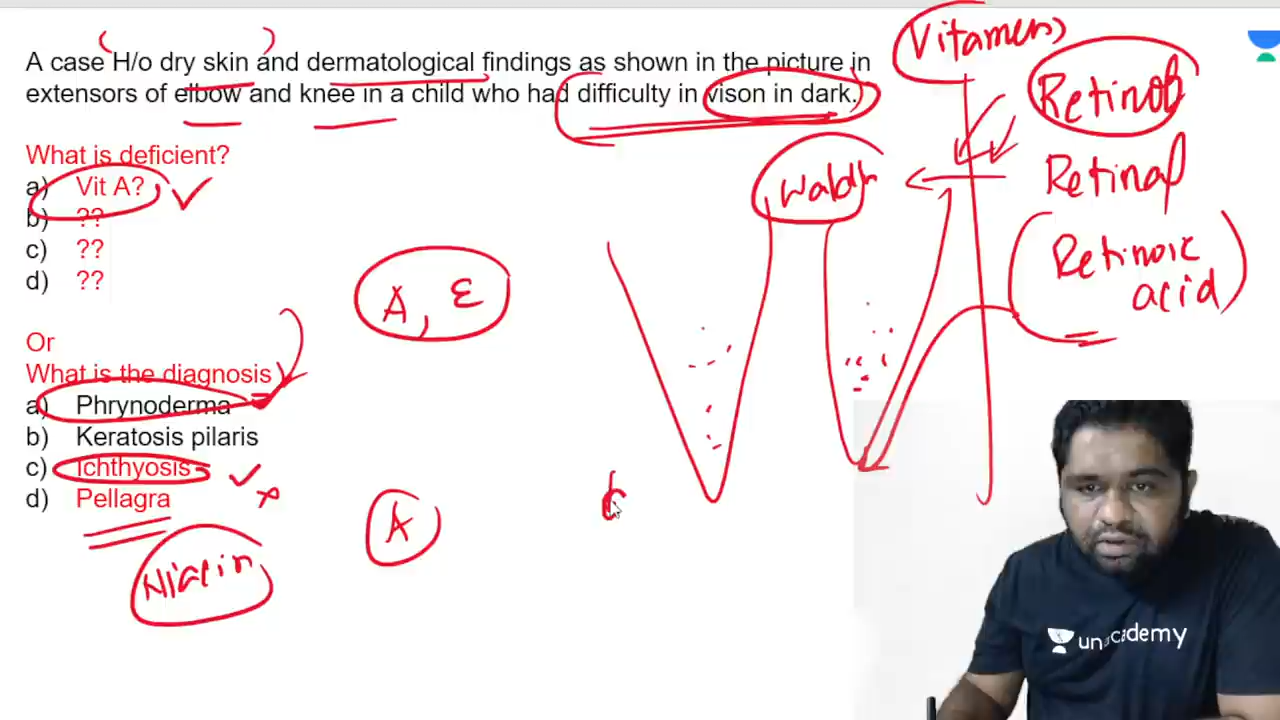 A case H/o dry skin and dermatological findings as shown in the picture in
extensors of elbow and knee in a child who had difficulty in vison in dark.
What is deficient?
a) Vit A?
b) ??
c) ??
d) ??
Or
What is the diagnosis
a) Phrynoderma
b) Keratosis pilaris
c) Ichthyosis
d) Pellagra
Niacin
A, E
A
Vitamers
Retinol
Retinal
Retinoic
acid
unacademy